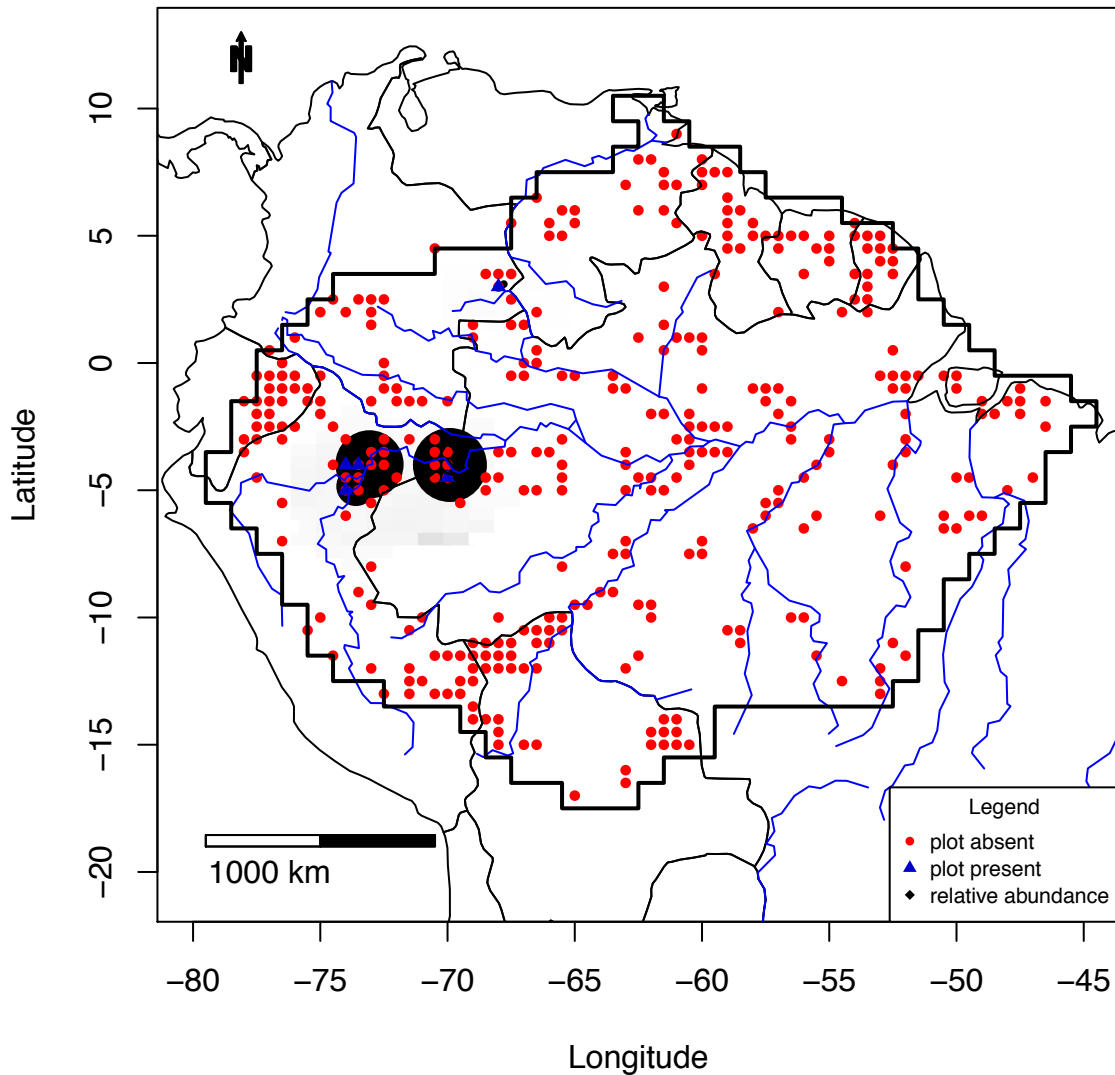 N
10
5
0
−5
−10
−15
−20
Latitude
1000 km
Legend
plot absent
plot present
relative abundance
−80
−75
−70
−65
−60
−55
−50
−45
Longitude